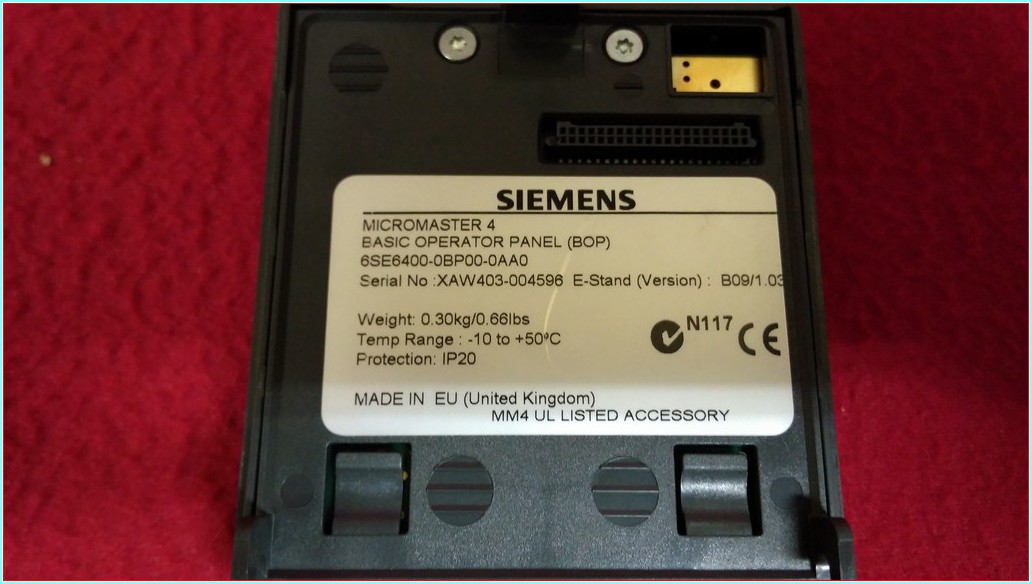 SIEMENS
MICROMASTER 4
BASIC OPERATOR PANEL (BOP)
6SE6400-0BP00-0AA0
Serial No :XAW403-004596 E-Stand (Version) : B09/1.03
Weight: 0.30kg/0.66lbs
Temp Range : -10 to +50°C
Protection: IP20
N117 CE
MADE IN EU (United Kingdom)
MM4 UL LISTED ACCESSORY